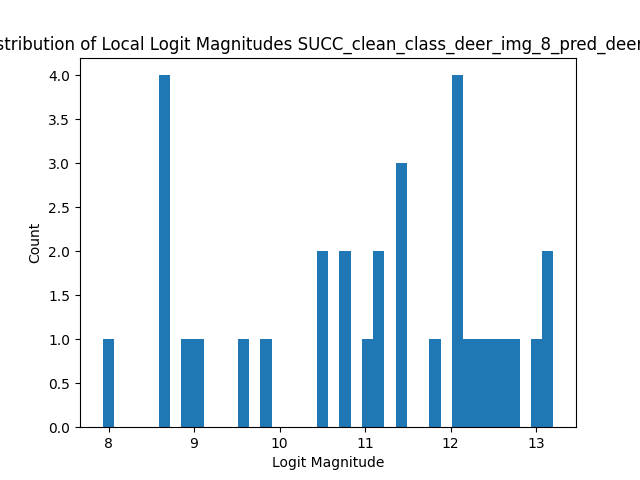 stribution of Local Logit Magnitudes SUCC_clean_class_deer_img_8_pred_deer
4.0
3.5
3.0
2.5
2.0
1.5
1.0
0.5
0.0
Count
8 9 10 11 12 13
Logit Magnitude